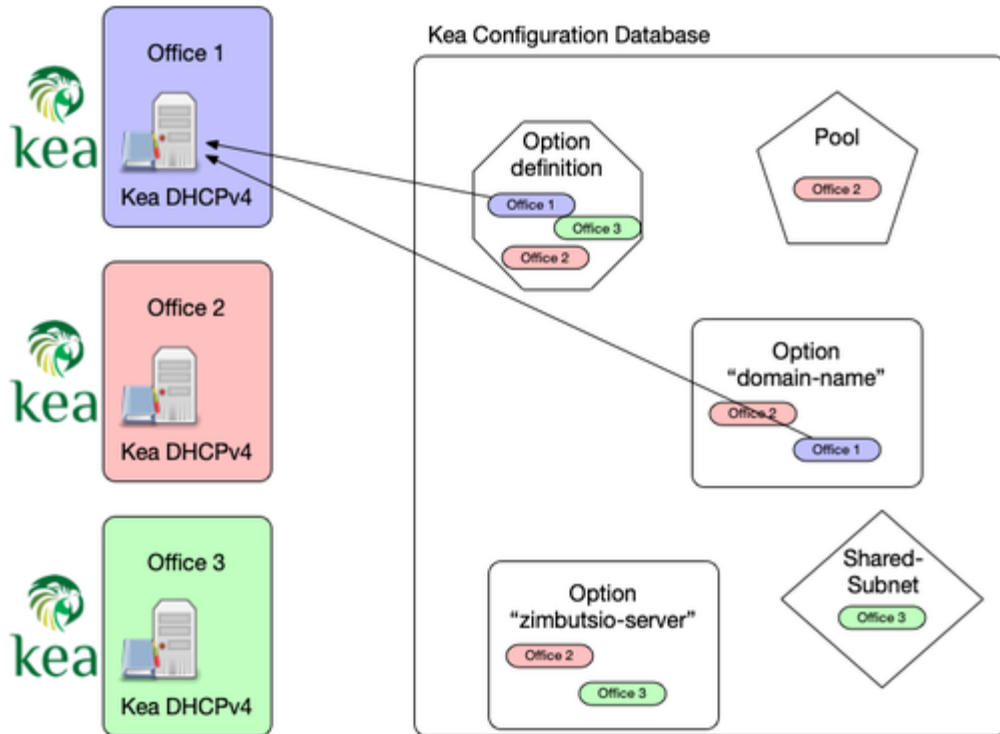 Office 1
kea
Kea DHCPv4
Office 2
kea
Kea DHCPv4
Office 3
kea
Kea DHCPv4
Kea Configuration Database
Option
definition
Office 1
Office 3
Office 2
Pool
Office 2
Option
“domain-name”
Office 2
Office 1
Option
“zimbutsio-server”
Office 2
Office 3
Shared-
Subnet
Office 3